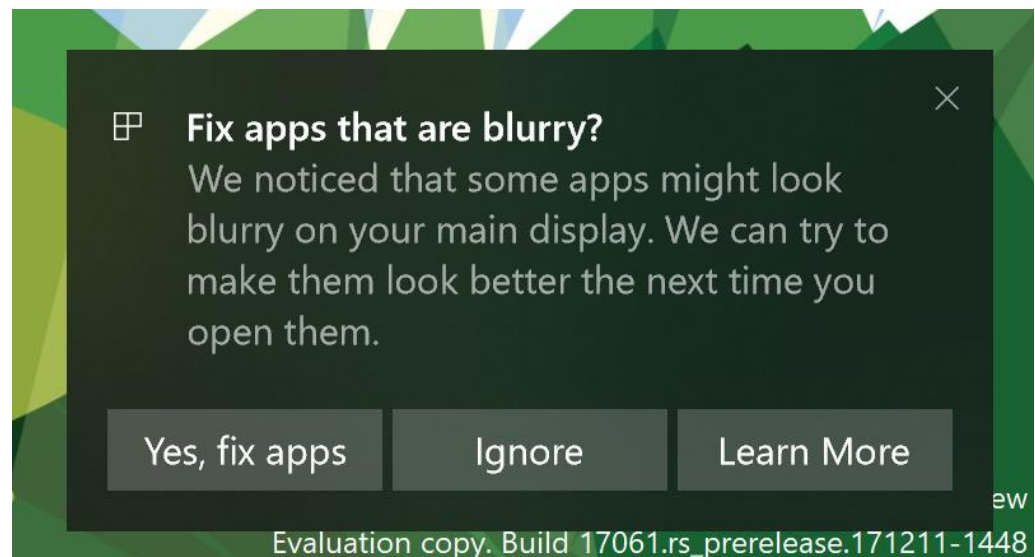 Fix apps that are blurry?
We noticed that some apps might look
blurry on your main display. We can try to
make them look better the next time you
open them.
Yes, fix apps Ignore Learn More
Evaluation copy. Build 17061.rs_prerelease.171211-1448